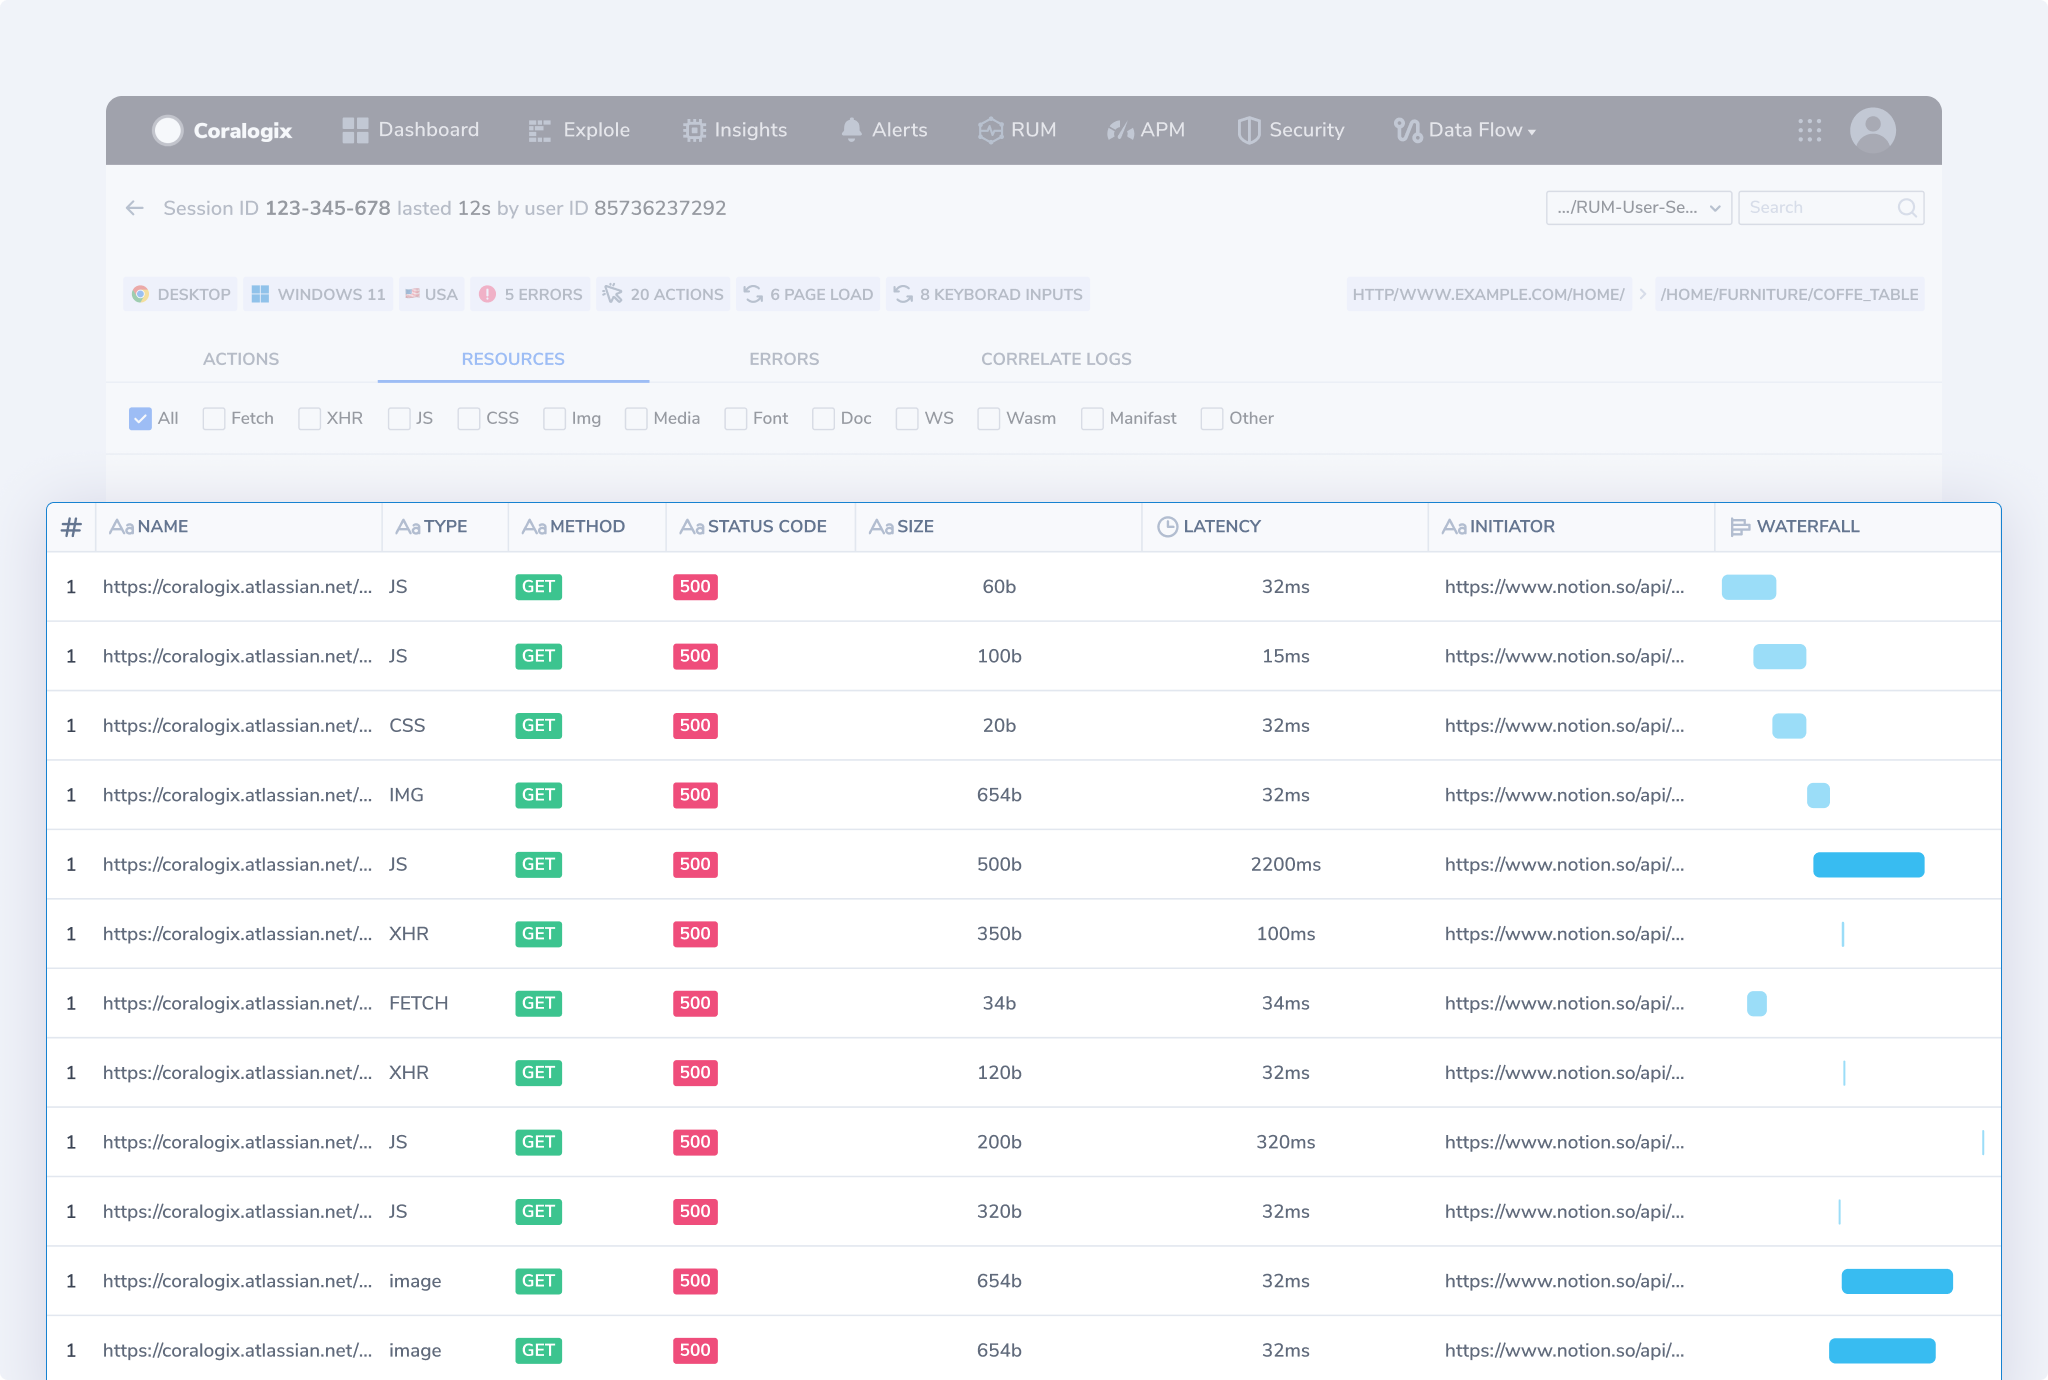 Coralogix Dashboard Explole Insights Alerts RUM APM Security Data Flow
Session ID 123-345-678 lasted 12s by user ID 85736237292 .../RUM-User-Se... Search
DESKTOP WINDOWS 11 USA 5 ERRORS 20 ACTIONS 6 PAGE LOAD 8 KEYBORAD INPUTS HTTP/WWW.EXAMPLE.COM/HOME/ /HOME/FURNITURE/COFFE_TABLE
ACTIONS RESOURCES ERRORS CORRELATE LOGS
All Fetch XHR JS CSS Img Media Font Doc WS Wasm Manifast Other
# Aa NAME Aa TYPE Aa METHOD Aa STATUS CODE Aa SIZE LATENCY Aa INITIATOR WATERFALL
1 https://coralogix.atlassian.net/... JS GET 500 60b 32ms https://www.notion.so/api/...
1 https://coralogix.atlassian.net/... JS GET 500 100b 15ms https://www.notion.so/api/...
1 https://coralogix.atlassian.net/... CSS GET 500 20b 32ms https://www.notion.so/api/...
1 https://coralogix.atlassian.net/... IMG GET 500 654b 32ms https://www.notion.so/api/...
1 https://coralogix.atlassian.net/... JS GET 500 500b 2200ms https://www.notion.so/api/...
1 https://coralogix.atlassian.net/... XHR GET 500 350b 100ms https://www.notion.so/api/...
1 https://coralogix.atlassian.net/... FETCH GET 500 34b 34ms https://www.notion.so/api/...
1 https://coralogix.atlassian.net/... XHR GET 500 120b 32ms https://www.notion.so/api/...
1 https://coralogix.atlassian.net/... JS GET 500 200b 320ms https://www.notion.so/api/...
1 https://coralogix.atlassian.net/... JS GET 500 320b 32ms https://www.notion.so/api/...
1 https://coralogix.atlassian.net/... image GET 500 654b 32ms https://www.notion.so/api/...
1 https://coralogix.atlassian.net/... image GET 500 654b 32ms https://www.notion.so/api/...